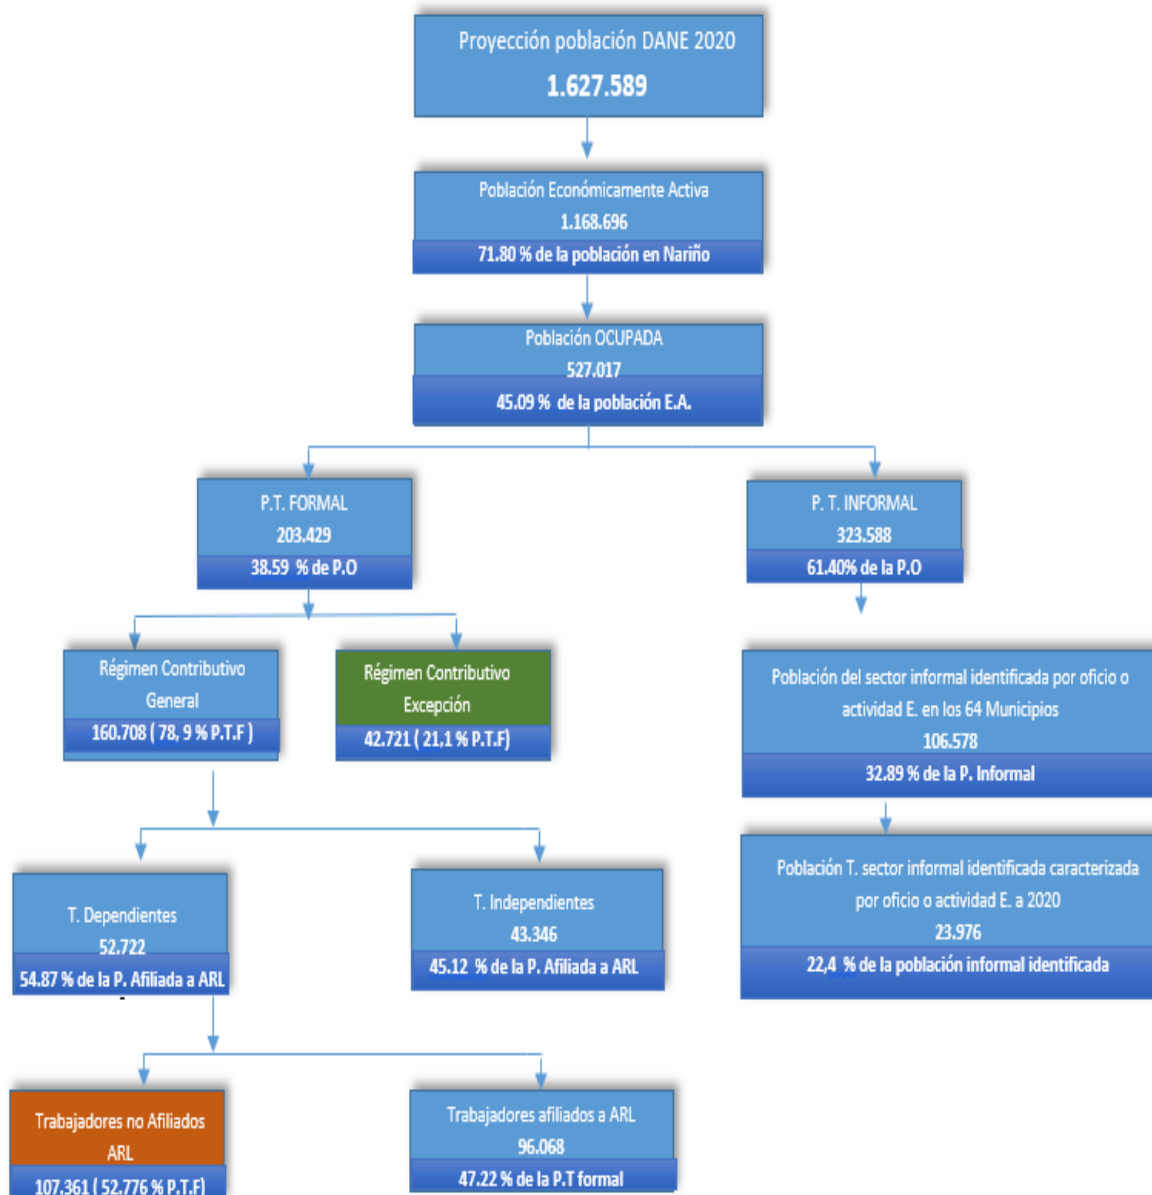 Proyección población DANE 2020
1.627.589
Población Económicamente Activa
1.168.696
71.80 % de la población en Nariño
Población OCUPADA
527.017
45.09 % de la población E.A.
P.T. FORMAL
203.429
38.59 % de P.O
P. T. INFORMAL
323.588
61.40% de la P.O
Régimen Contributivo
General
160.708 ( 78, 9 % P.T.F )
Régimen Contributivo
Excepción
42.721 ( 21,1 % P.T.F)
Población del sector informal identificada por oficio o
actividad E. en los 64 Municipios
106.578
32.89 % de la P. Informal
T. Dependientes
52.722
54.87 % de la P. Afiliada a ARL
-
T. Independientes
43.346
45.12 % de la P. Afiliada a ARL
Población T. sector informal identificada caracterizada
por oficio o actividad E. a 2020
23.976
22,4 % de la población informal identificada
Trabajadores no Afiliados
ARL
107.361 ( 52.776 % P.T.F)
Trabajadores afiliados a ARL
96.068
47.22 % de la P.T formal